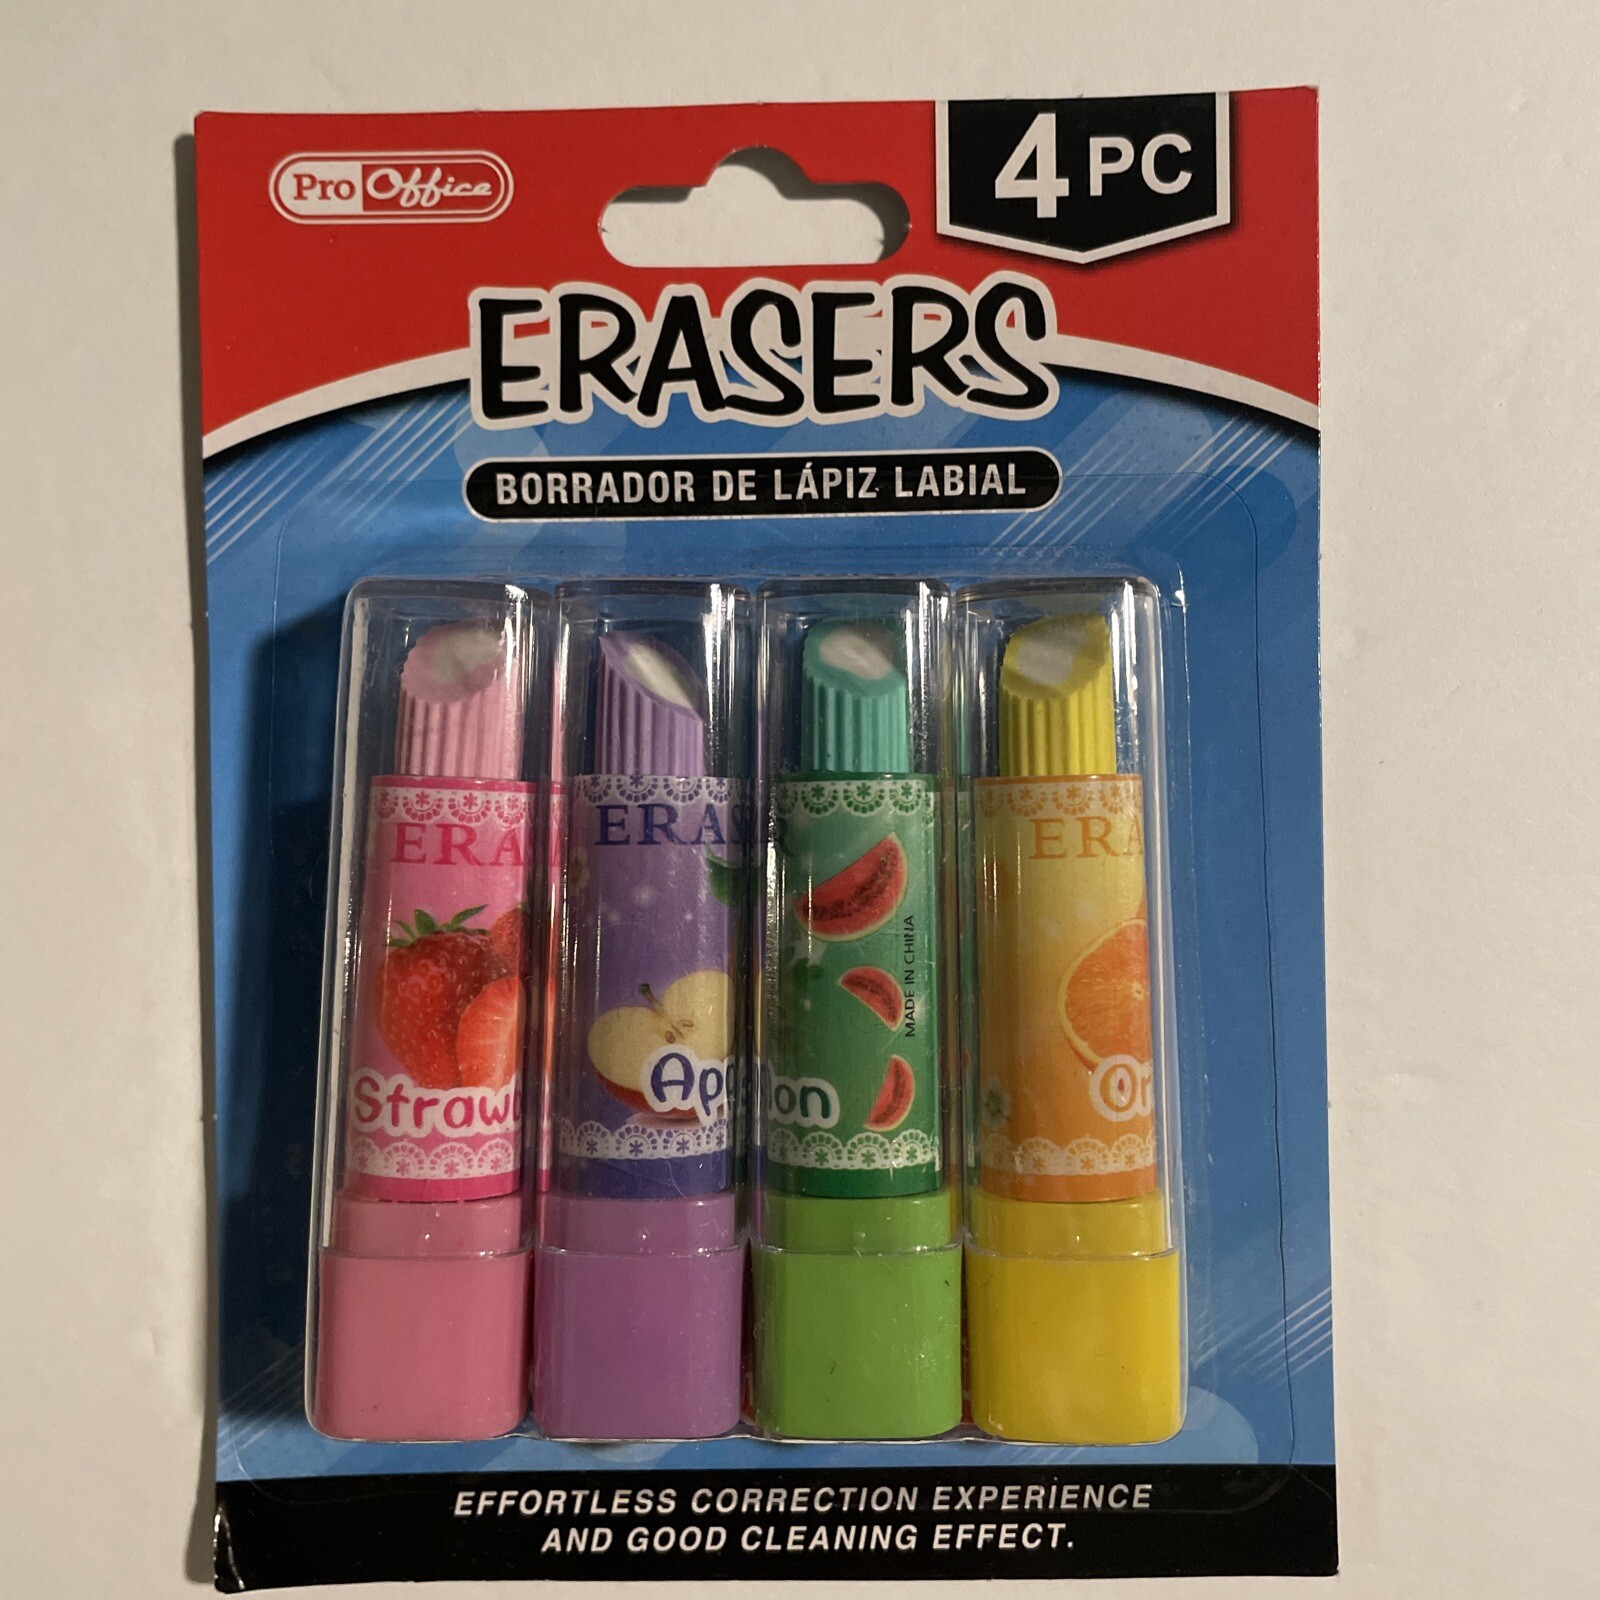 Pro Office
4 PC
ERASERS
BORRADOR DE LÁPIZ LABIAL
ERA
ERAS
R
ERA
MADE IN CHINA
Strawb
App
lon
Or
EFFORTLESS CORRECTION EXPERIENCE
AND GOOD CLEANING EFFECT.